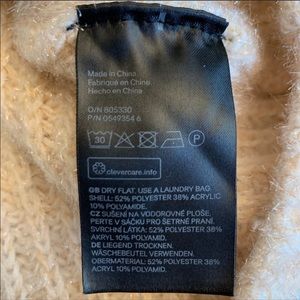 Made in China
Fabriqué en Chine
Hecho en China
O/N 805330
P/N 0549354 6
30
P
clevercare.info
GB DRY FLAT. USE A LAUNDRY BAG
SHELL: 52% POLYESTER 38% ACRYLIC
10% POLYAMIDE.
CZ SUŠENÍ NA VODOROVNÉ PLOŠE.
PERTE V SÁČKU PRO ŠETRNÉ PRANÍ.
SVRCHNÍ LÁTKA: 52% POLYESTER 38%
AKRYL 10% POLYAMID.
DE LIEGEND TROCKNEN.
WÄSCHEBEUTEL VERWENDEN.
OBERMATERIAL: 52% POLYESTER 38%
ACRYL 10% POLYAMID.